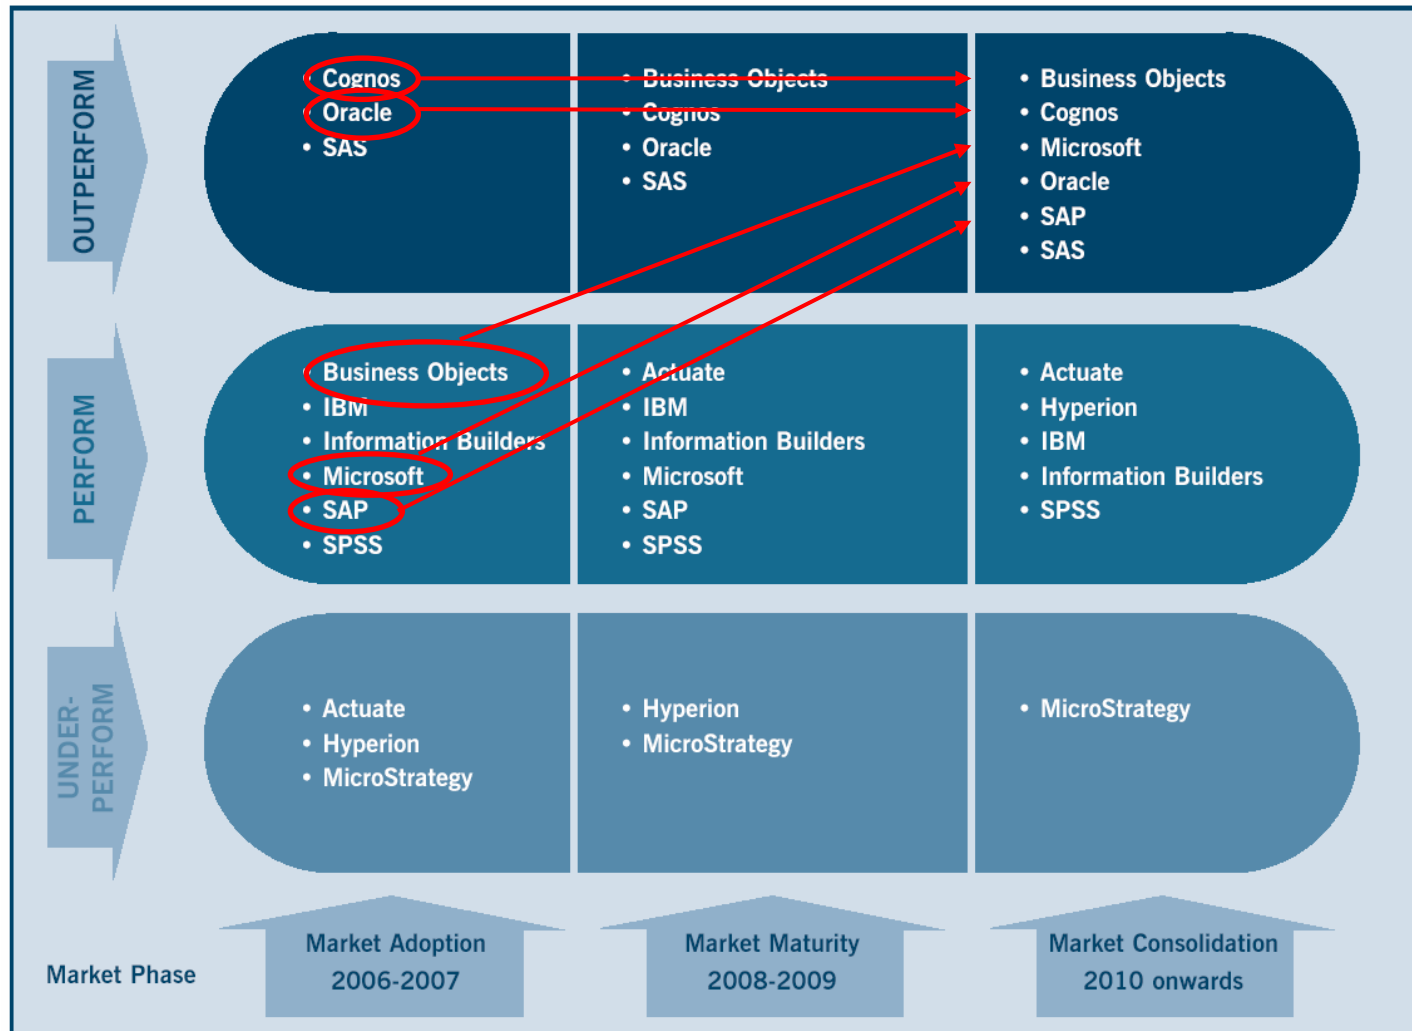 OUTPERFORM
• Cognos
• Oracle
• SAS
• Business Objects
• Cognos
• Oracle
• SAS
• Business Objects
• Cognos
• Microsoft
• Oracle
• SAP
• SAS
PERFORM
• Business Objects
• IBM
• Information Builders
• Microsoft
• SAP
• SPSS
• Actuate
• IBM
• Information Builders
• Microsoft
• SAP
• SPSS
• Actuate
• Hyperion
• IBM
• Information Builders
• SPSS
UNDER-
PERFORM
• Actuate
• Hyperion
• MicroStrategy
• Hyperion
• MicroStrategy
• MicroStrategy
Market Phase
Market Adoption
2006-2007
Market Maturity
2008-2009
Market Consolidation
2010 onwards